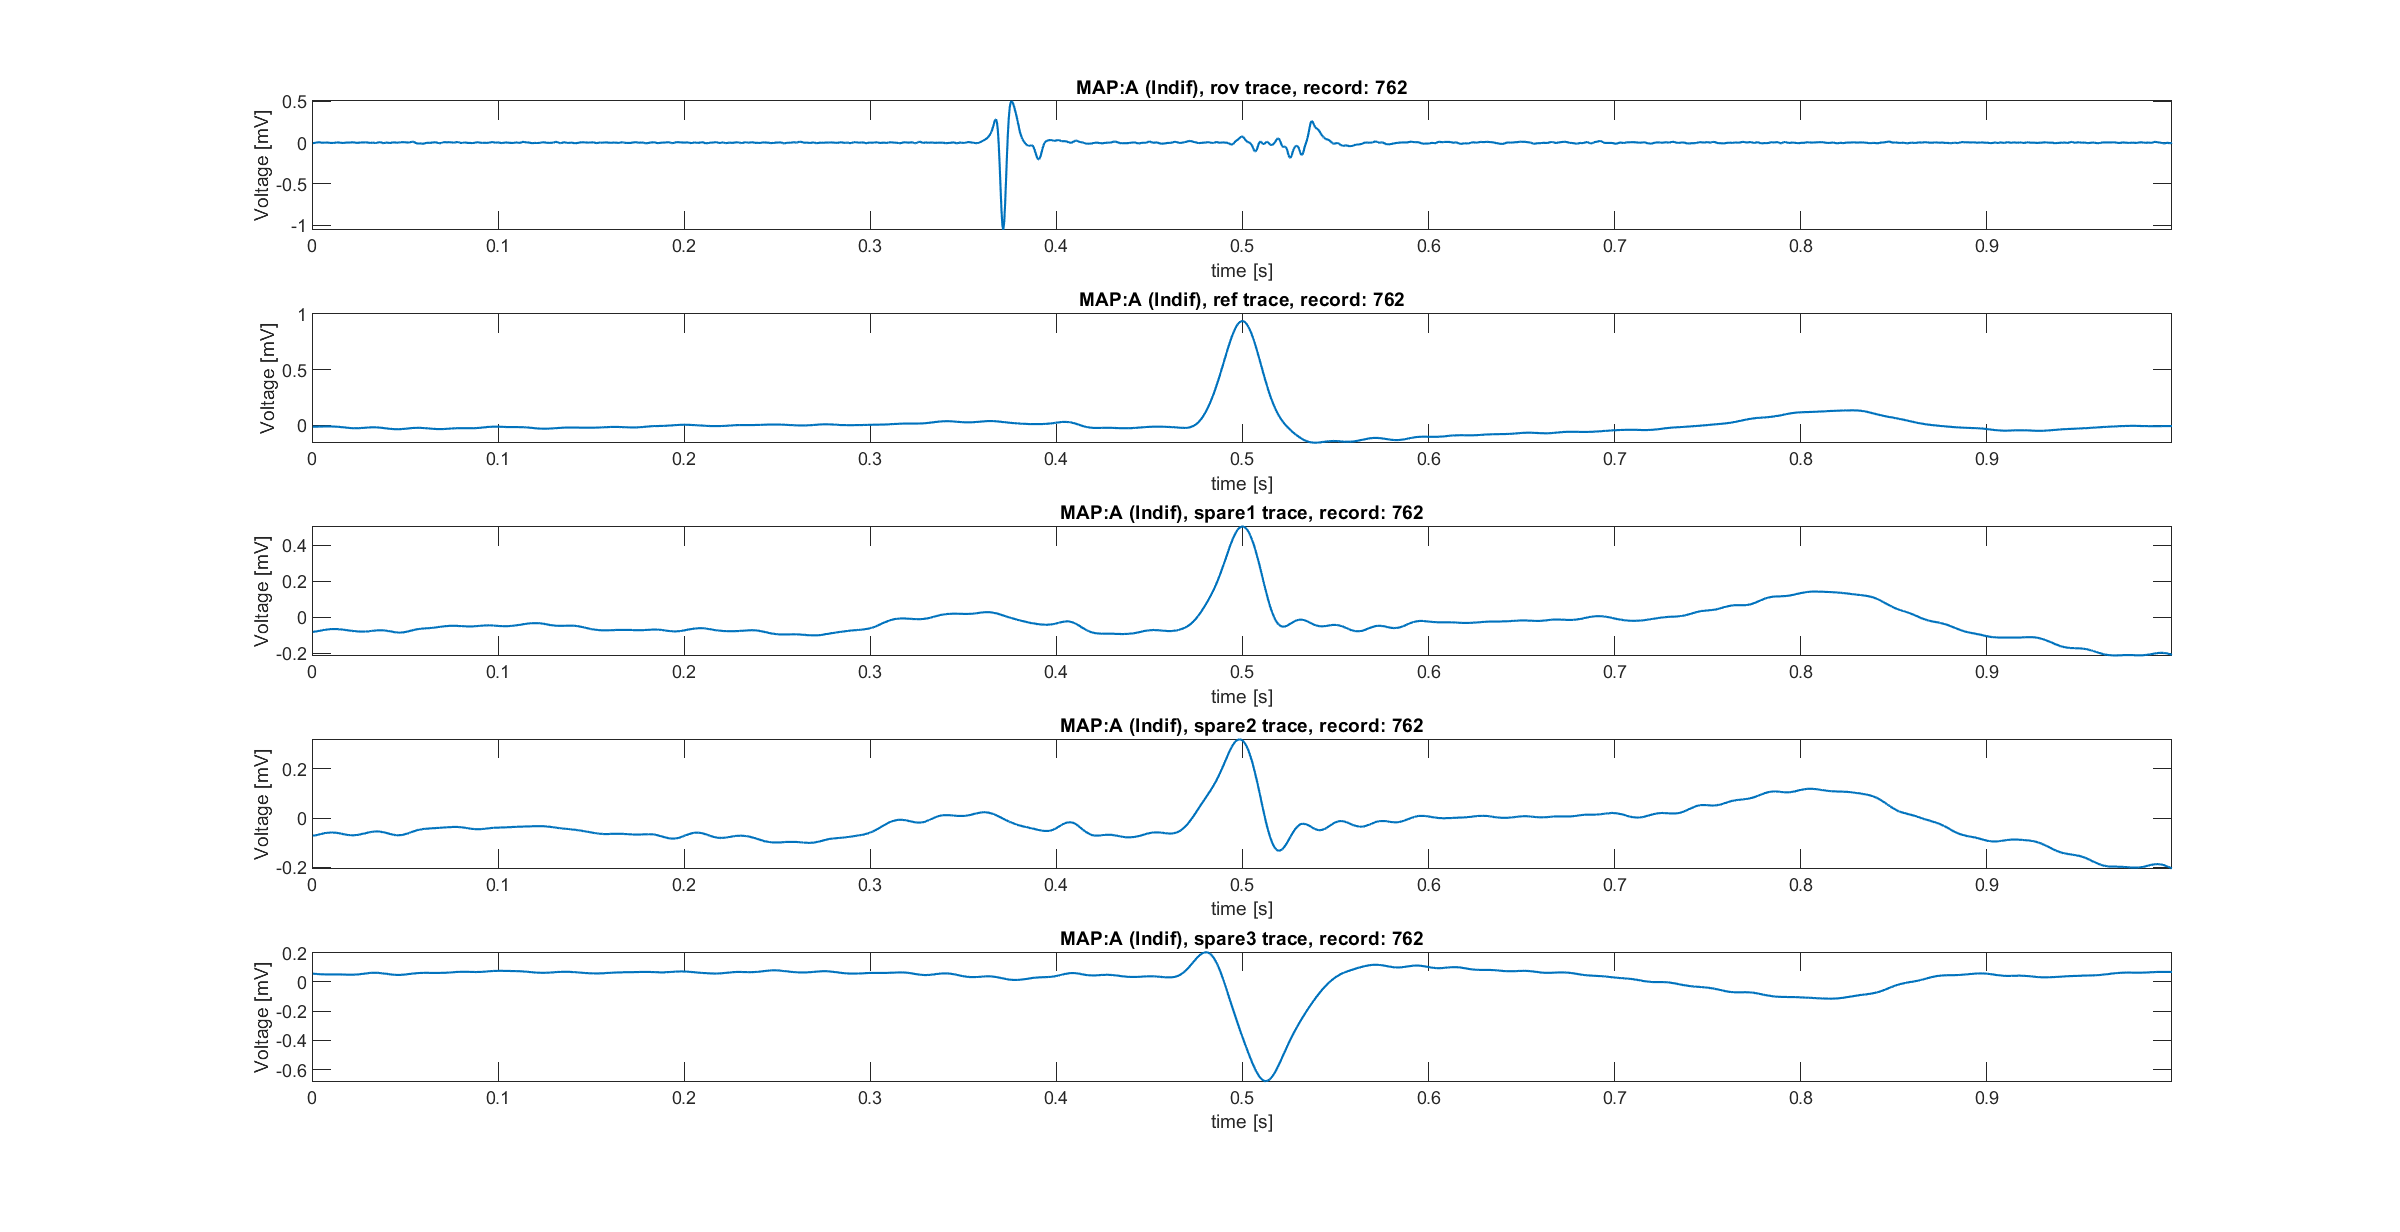 MAP:A (Indif), rov trace, record: 762
Voltage [mV]
0.5
0
-0.5
-1
0 0.1 0.2 0.3 0.4 0.5 0.6 0.7 0.8 0.9
time [s]
MAP:A (Indif), ref trace, record: 762
Voltage [mV]
1
0.5
0
0 0.1 0.2 0.3 0.4 0.5 0.6 0.7 0.8 0.9
time [s]
MAP:A (Indif), spare1 trace, record: 762
Voltage [mV]
0.4
0.2
0
-0.2
0 0.1 0.2 0.3 0.4 0.5 0.6 0.7 0.8 0.9
time [s]
MAP:A (Indif), spare2 trace, record: 762
Voltage [mV]
0.2
0
-0.2
0 0.1 0.2 0.3 0.4 0.5 0.6 0.7 0.8 0.9
time [s]
MAP:A (Indif), spare3 trace, record: 762
Voltage [mV]
0.2
0
-0.2
-0.4
-0.6
0 0.1 0.2 0.3 0.4 0.5 0.6 0.7 0.8 0.9
time [s]